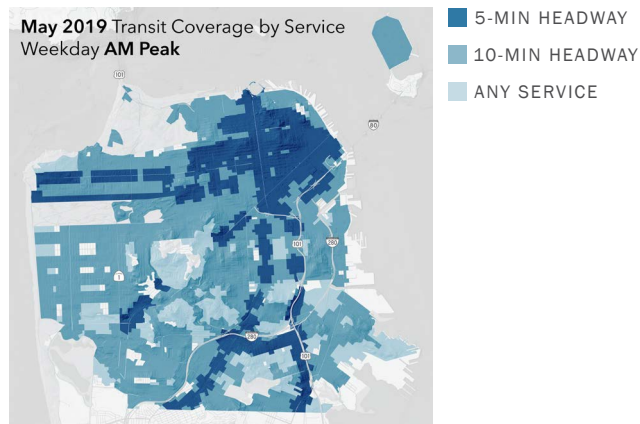 May 2019 Transit Coverage by Service
Weekday AM Peak
5-MIN HEADWAY
10-MIN HEADWAY
ANY SERVICE
101
80
101
280
1
280
101